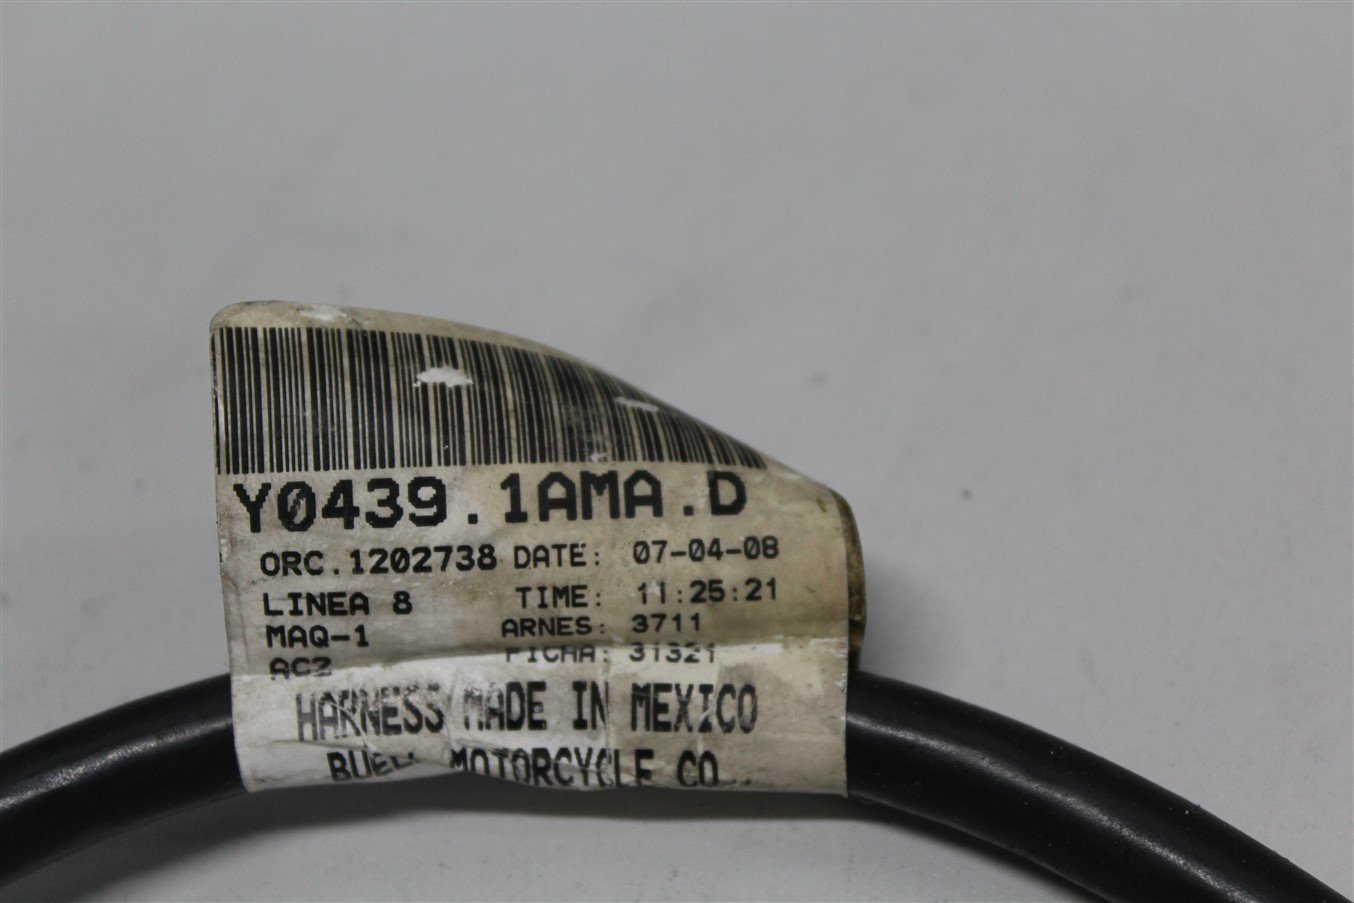 Y0439.1AMA.D
ORC.1202738 DATE: 07-04-08
LINEA 8 TIME: 11:25:21
MAQ-1 ARNES: 3711
ACZ FICHA: 31321
HARNESS MADE IN MEXICO
BUELL MOTORCYCLE CO.